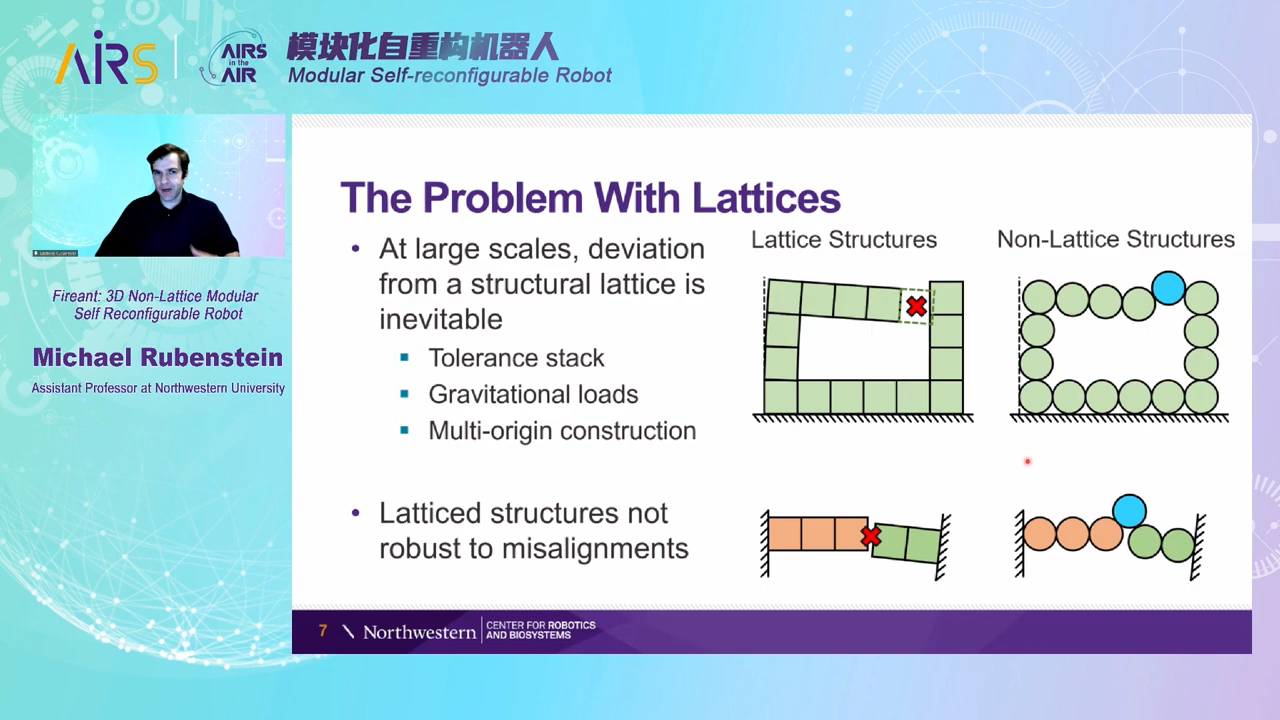 AIRS
AIRS
in the
AIR
模块化自重构机器人
Modular Self-reconfigurable Robot
Fireant: 3D Non-Lattice Modular
Self Reconfigurable Robot
Michael Rubenstein
Assistant Professor at Northwestern University
The Problem With Lattices
• At large scales, deviation
from a structural lattice is
inevitable
▪ Tolerance stack
▪ Gravitational loads
▪ Multi-origin construction
• Latticed structures not
robust to misalignments
Lattice Structures
Non-Lattice Structures
7
Northwestern
CENTER FOR ROBOTICS
AND BIOSYSTEMS